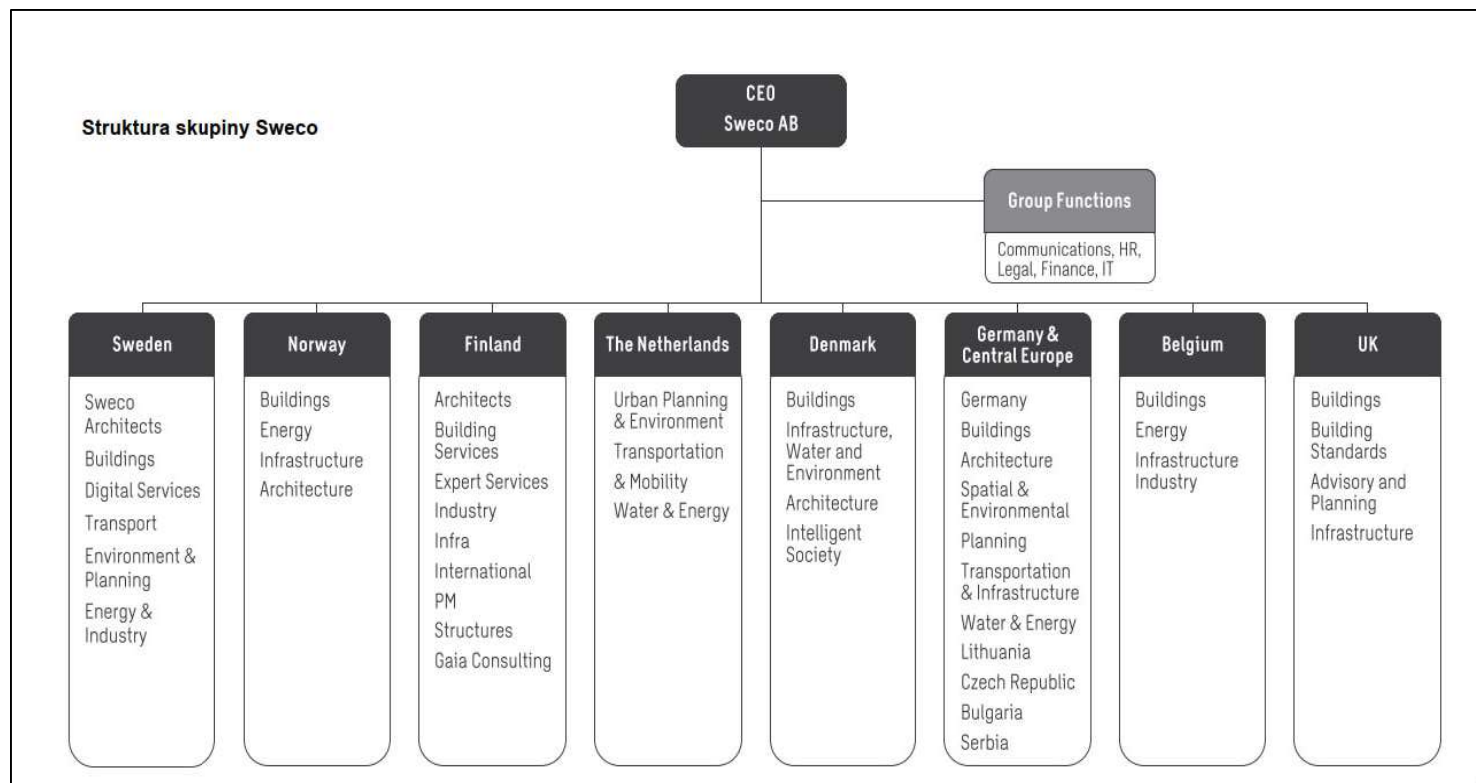 Struktura skupiny Sweco
CEO
Sweco AB
Group Functions
Communications, HR,
Legal, Finance, IT
Sweden
Sweco
Architects
Buildings
Digital Services
Transport
Environment &
Planning
Energy &
Industry
Norway
Buildings
Energy
Infrastructure
Architecture
Finland
Architects
Building
Services
Expert Services
Industry
Infra
International
PM
Structures
Gaia Consulting
The Netherlands
Urban Planning
& Environment
Transportation
& Mobility
Water & Energy
Denmark
Buildings
Infrastructure,
Water and
Environment
Architecture
Intelligent
Society
Germany &
Central Europe
Germany
Buildings
Architecture
Spatial &
Environmental
Planning
Transportation
& Infrastructure
Water & Energy
Lithuania
Czech Republic
Bulgaria
Serbia
Belgium
Buildings
Energy
Infrastructure
Industry
UK
Buildings
Building
Standards
Advisory and
Planning
Infrastructure